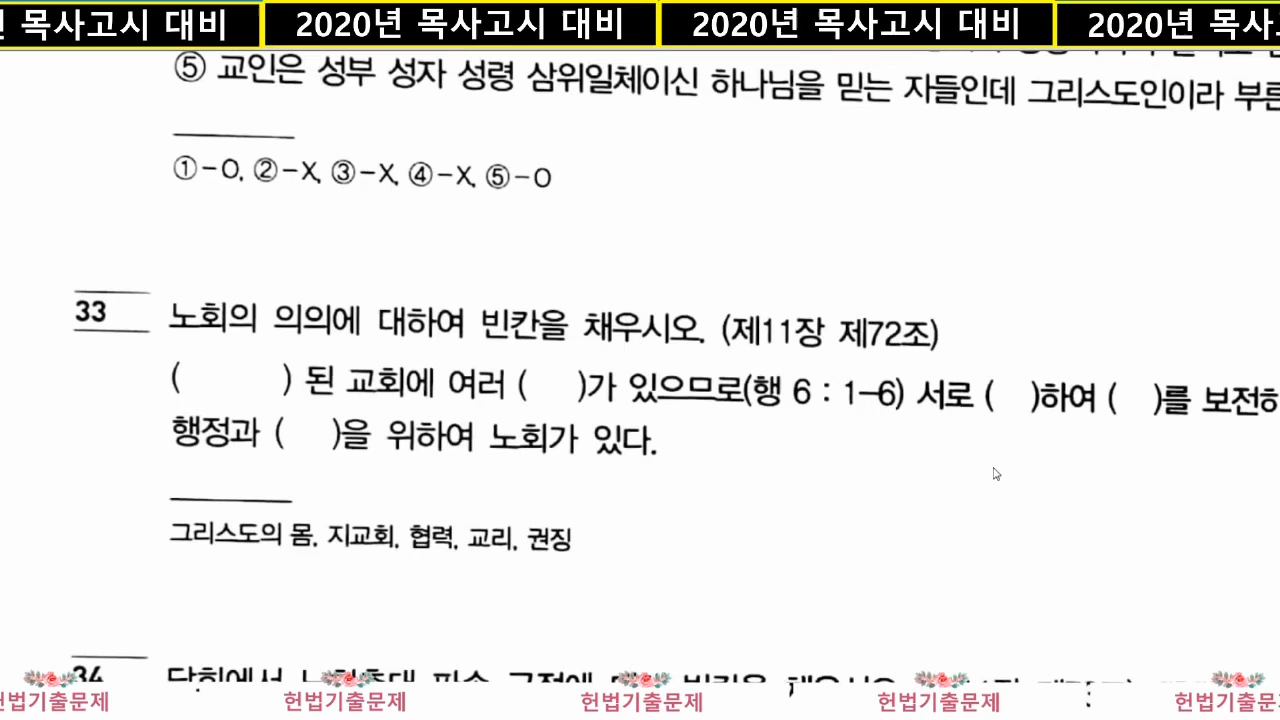 년 목사고시 대비 2020년 목사고시 대비 2020년 목사고시 대비 2020년 목사
⑤ 교인은 성부 성자 성령 삼위일체이신 하나님을 믿는 자들인데 그리스도인이라 부른
①-O, ②-X, ③-X, ④-X, ⑤-O
33 노회의 의의에 대하여 빈칸을 채우시오. (제11장 제72조)
( ) 된 교회에 여러 ( )가 있으므로(행 6 : 1-6) 서로 ( )하여 ( )를 보전하
행정과 ( )을 위하여 노회가 있다.
그리스도의 몸, 지교회, 협력, 교리, 권징
34
헌법기출문제 헌법기출문제 헌법기출문제 헌법기출문제 헌법기출문